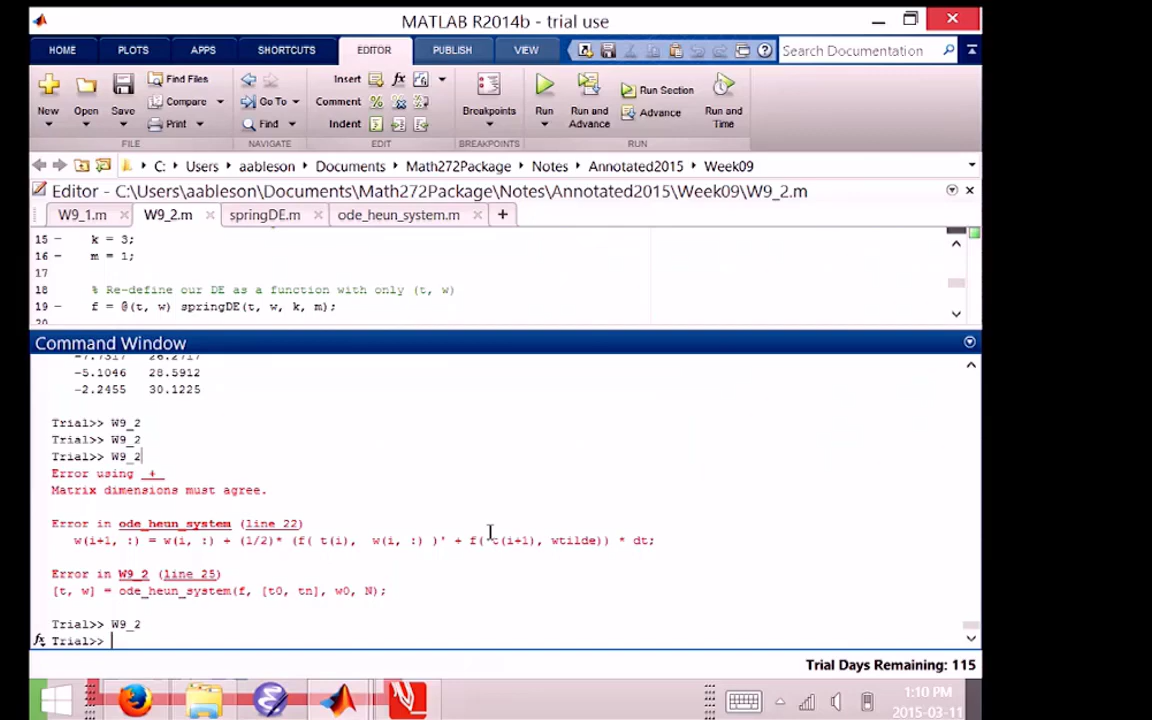 MATLAB R2014b - trial use
HOME PLOTS APPS SHORTCUTS EDITOR PUBLISH VIEW Search Documentation
New Open Save Find Files Compare Print
Go To Find
Insert fx
Comment % 
Indent
Breakpoints Run Run and Advance Run Section Advance Run and Time
FILE NAVIGATE EDIT BREAKPOINTS RUN
C: Users aableson Documents Math272Package Notes Annotated2015 Week09
Editor - C:\Users\aableson\Documents\Math272Package\Notes\Annotated2015\Week09\W9_2.m
W9_1.m W9_2.m springDE.m ode_heun_system.m +
15 - k = 3;
16 - m = 1;
17
18 % Re-define our DE as a function with only (t, w)
19 - f = @(t, w) springDE(t, w, k, m);
20
Command Window
-7.7317 26.2717
-5.1046 28.5912
-2.2455 30.1225
Trial>> W9_2
Trial>> W9_2
Trial>> W9_2
Error using +
Matrix dimensions must agree.
Error in ode_heun_system (line 22)
w(i+1, :) = w(i, :) + (1/2)* (f( t(i), w(i, :) )' + f( t(i+1), wtilde)) * dt;
Error in W9_2 (line 25)
[t, w] = ode_heun_system(f, [t0, tn], w0, N);
Trial>> W9_2
fx Trial>>
Trial Days Remaining: 115
1:10 PM
2015-03-11